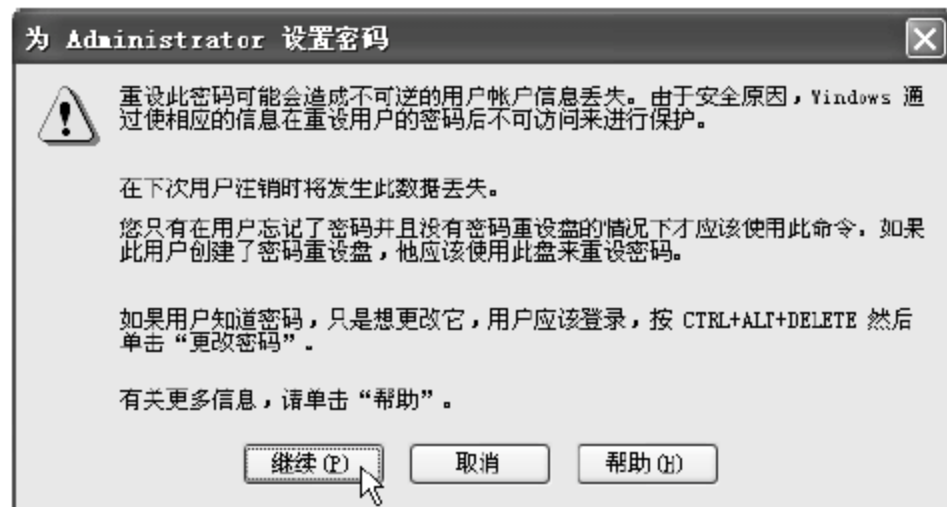 为 Administrator 设置密码
重设此密码可能会造成不可逆的用户帐户信息丢失。由于安全原因，Windows 通
过使相应的信息在重设用户的密码后不可访问来进行保护。
在下次用户注销时将发生此数据丢失。
您只有在用户忘记了密码并且没有密码重设盘的情况下才应该使用此命令。如果
此用户创建了密码重设盘，他应该使用此盘来重设密码。
如果用户知道密码，只是想更改它，用户应该登录，按 CTRL+ALT+DELETE 然后
单击“更改密码”。
有关更多信息，请单击“帮助”。
继续(P) 取消 帮助(H)